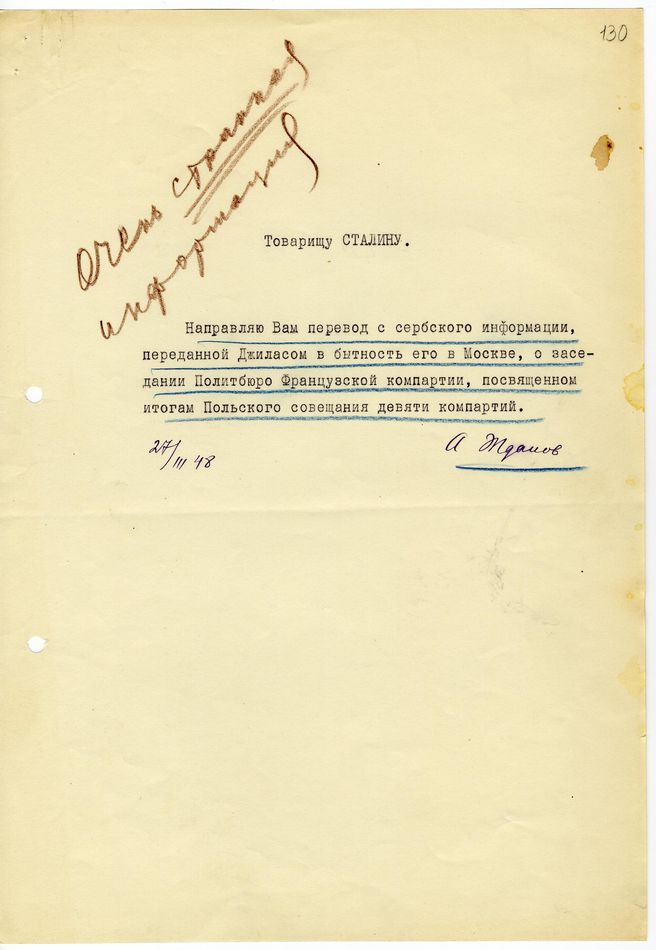 130
Очень странная
информация
Товарищу СТАЛИНУ.
Направляю Вам перевод с сербского информации,
переданной Джиласом в бытность его в Москве, о засе-
дании Политбюро Французской компартии, посвященном
итогам Польского совещания девяти компартий.
27/III 48
А Жданов